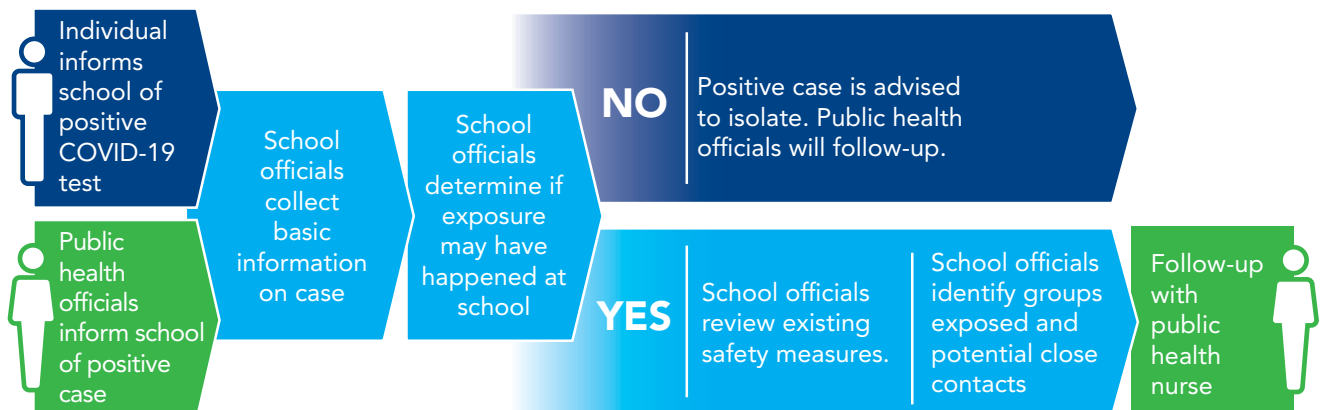 Individual
informs
school of
positive
COVID-19
test
Public
health
officials
inform school
of positive
case
School
officials
collect
basic
information
on case
School
officials
determine if
exposure
may have
happened at
school
NO
Positive case is advised
to isolate. Public health
officials will follow-up.
YES
School officials
review existing
safety measures.
School officials
identify groups
exposed and
potential close
contacts
Follow-up
with
public
health
nurse